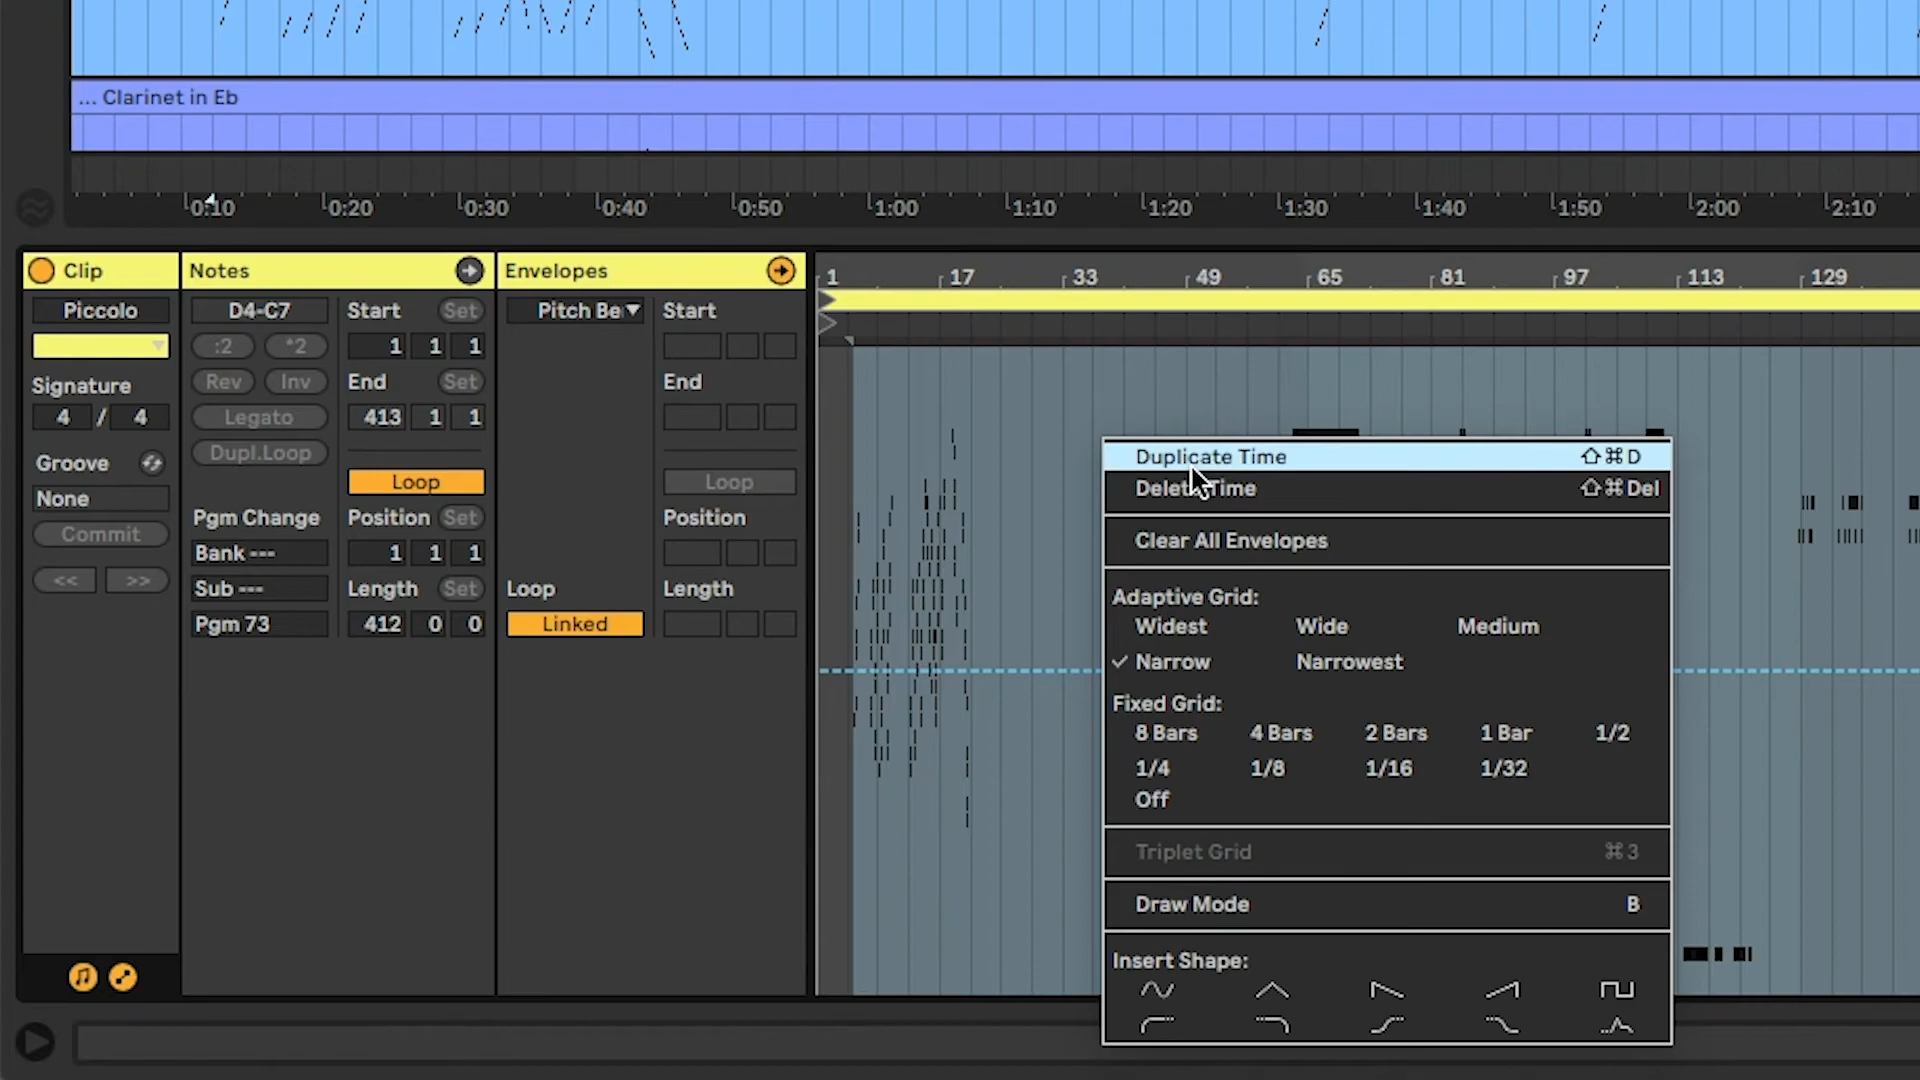 ... Clarinet in Eb
0:10 0:20 0:30 0:40 0:50 1:00 1:10 1:20 1:30 1:40 1:50 2:00 2:10
Clip
Piccolo
Signature
4 / 4
Groove
None
Commit
<< >>
Notes
D4-C7
:2 *2
Rev Inv
Legato
Dupl.Loop
Pgm Change
Bank ---
Sub ---
Pgm 73
Start Set
1 1 1
End Set
413 1 1
Loop
Position Set
1 1 1
Length Set
412 0 0
Envelopes
Pitch Be
Loop
Linked
Start
End
Loop
Position
Length
1 17 33 49 65 81 97 113 129
Duplicate Time ⇧⌘D
Delete Time ⇧⌘Del
Clear All Envelopes
Adaptive Grid:
Widest Wide Medium
✓ Narrow Narrowest
Fixed Grid:
8 Bars 4 Bars 2 Bars 1 Bar 1/2
1/4 1/8 1/16 1/32
Off
Triplet Grid ⌘3
Draw Mode B
Insert Shape: